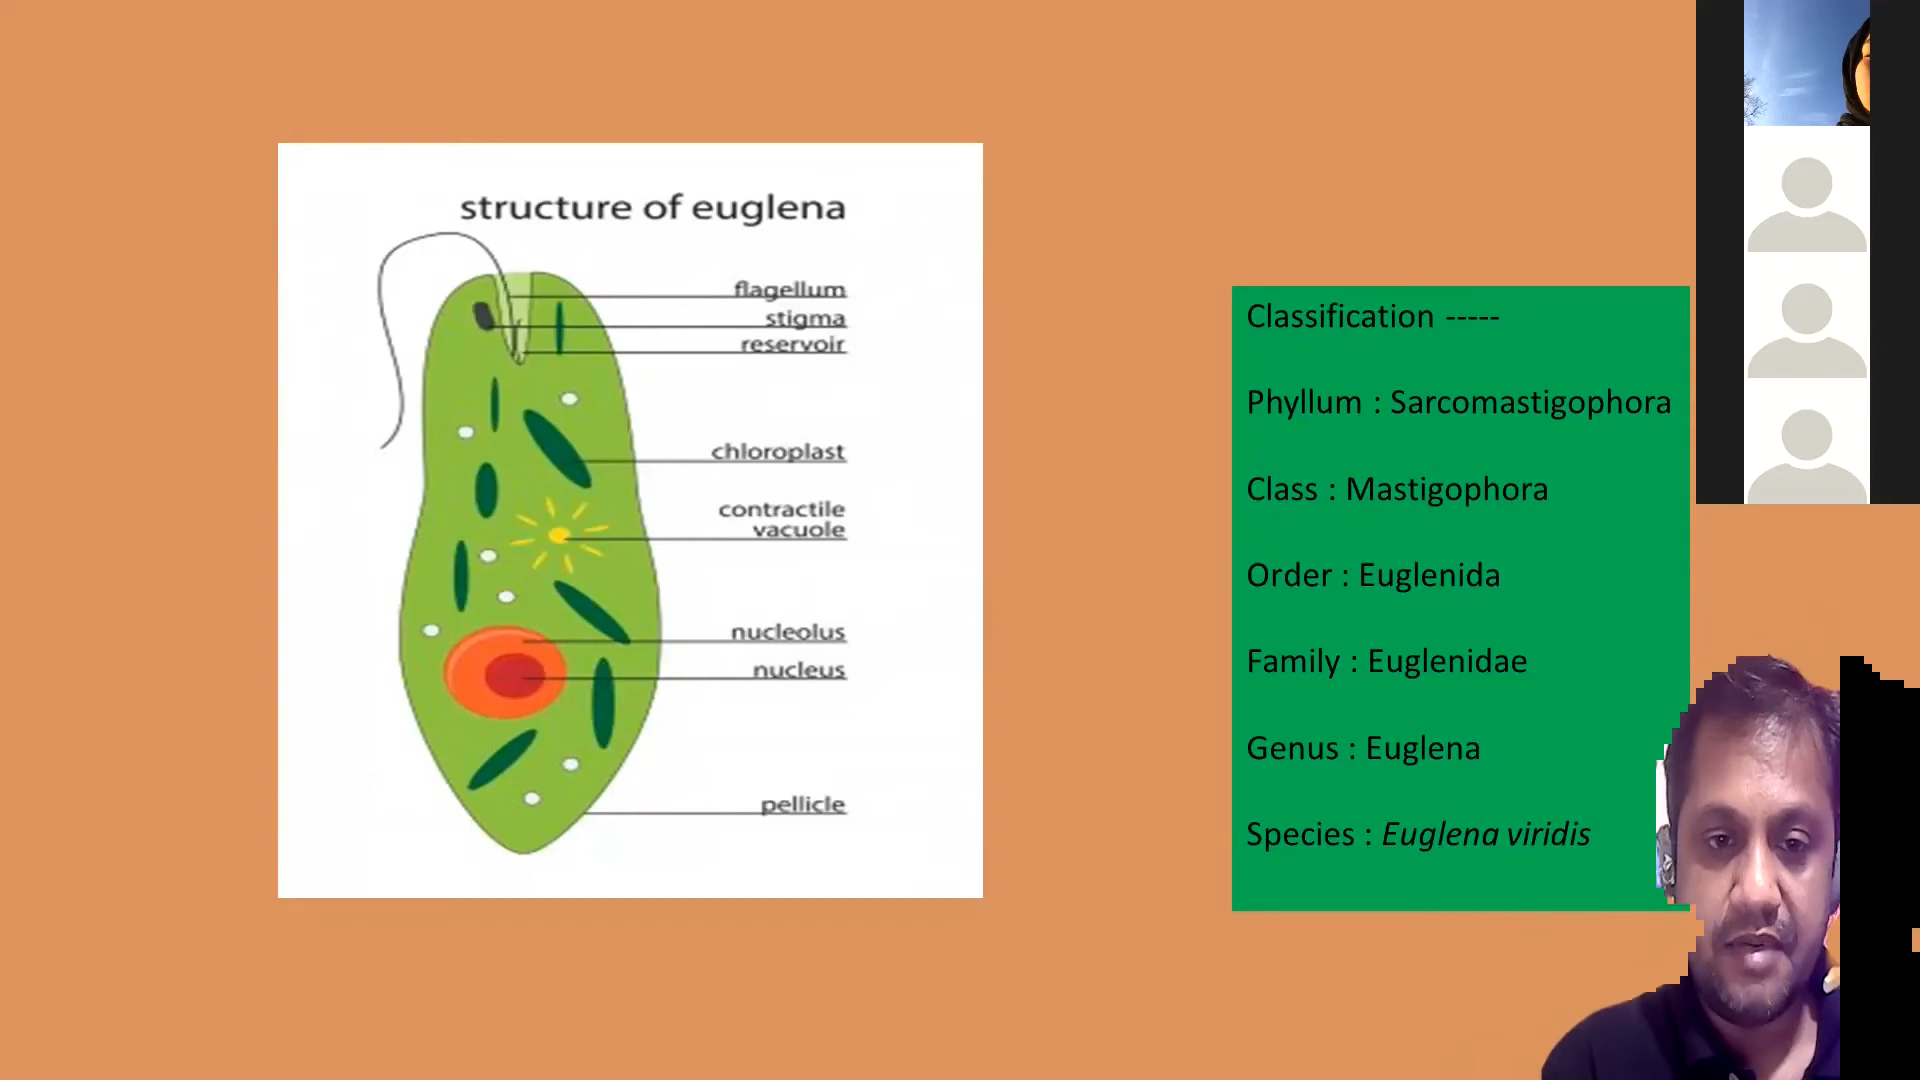 structure of euglena
flagellum
stigma
reservoir
chloroplast
contractile
vacuole
nucleolus
nucleus
pellicle
Classification -----
Phyllum : Sarcomastigophora
Class : Mastigophora
Order : Euglenida
Family : Euglenidae
Genus : Euglena
Species : Euglena viridis